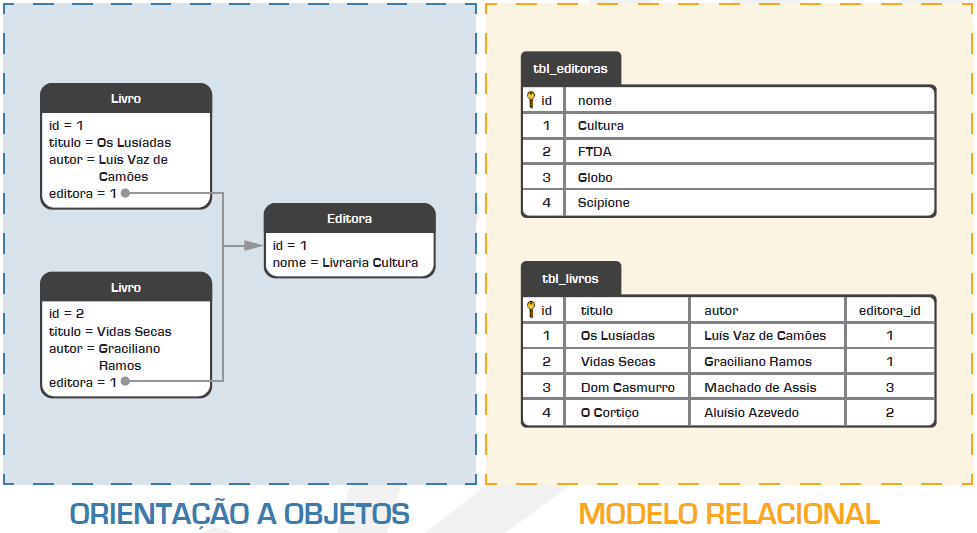 Livro
id = 1
titulo = Os Lusíadas
autor = Luís Vaz de
Camões
editora = 1
Livro
id = 2
titulo = Vidas Secas
autor = Graciliano
Ramos
editora = 1
Editora
id = 1
nome = Livraria Cultura
ORIENTAÇÃO A OBJETOS
tbl_editoras
id nome
1 Cultura
2 FTDA
3 Globo
4 Scipione
tbl_livros
id titulo autor editora_id
1 Os Lusíadas Luís Vaz de Camões 1
2 Vidas Secas Graciliano Ramos 1
3 Dom Casmurro Machado de Assis 3
4 O Cortiço Aluísio Azevedo 2
MODELO RELACIONAL